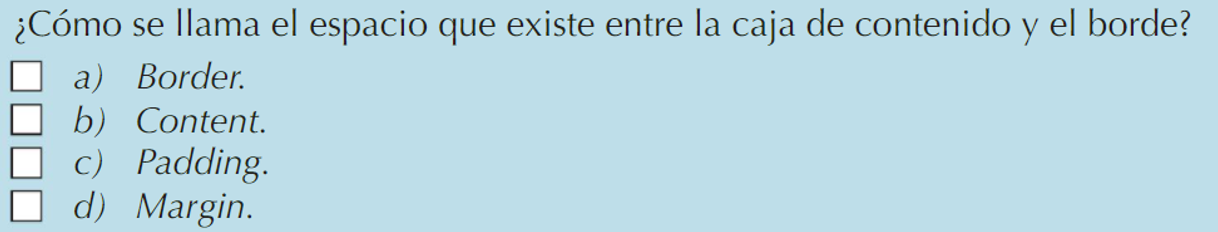 ¿Cómo se llama el espacio que existe entre la caja de contenido y el borde?
a) Border.
b) Content.
c) Padding.
d) Margin.